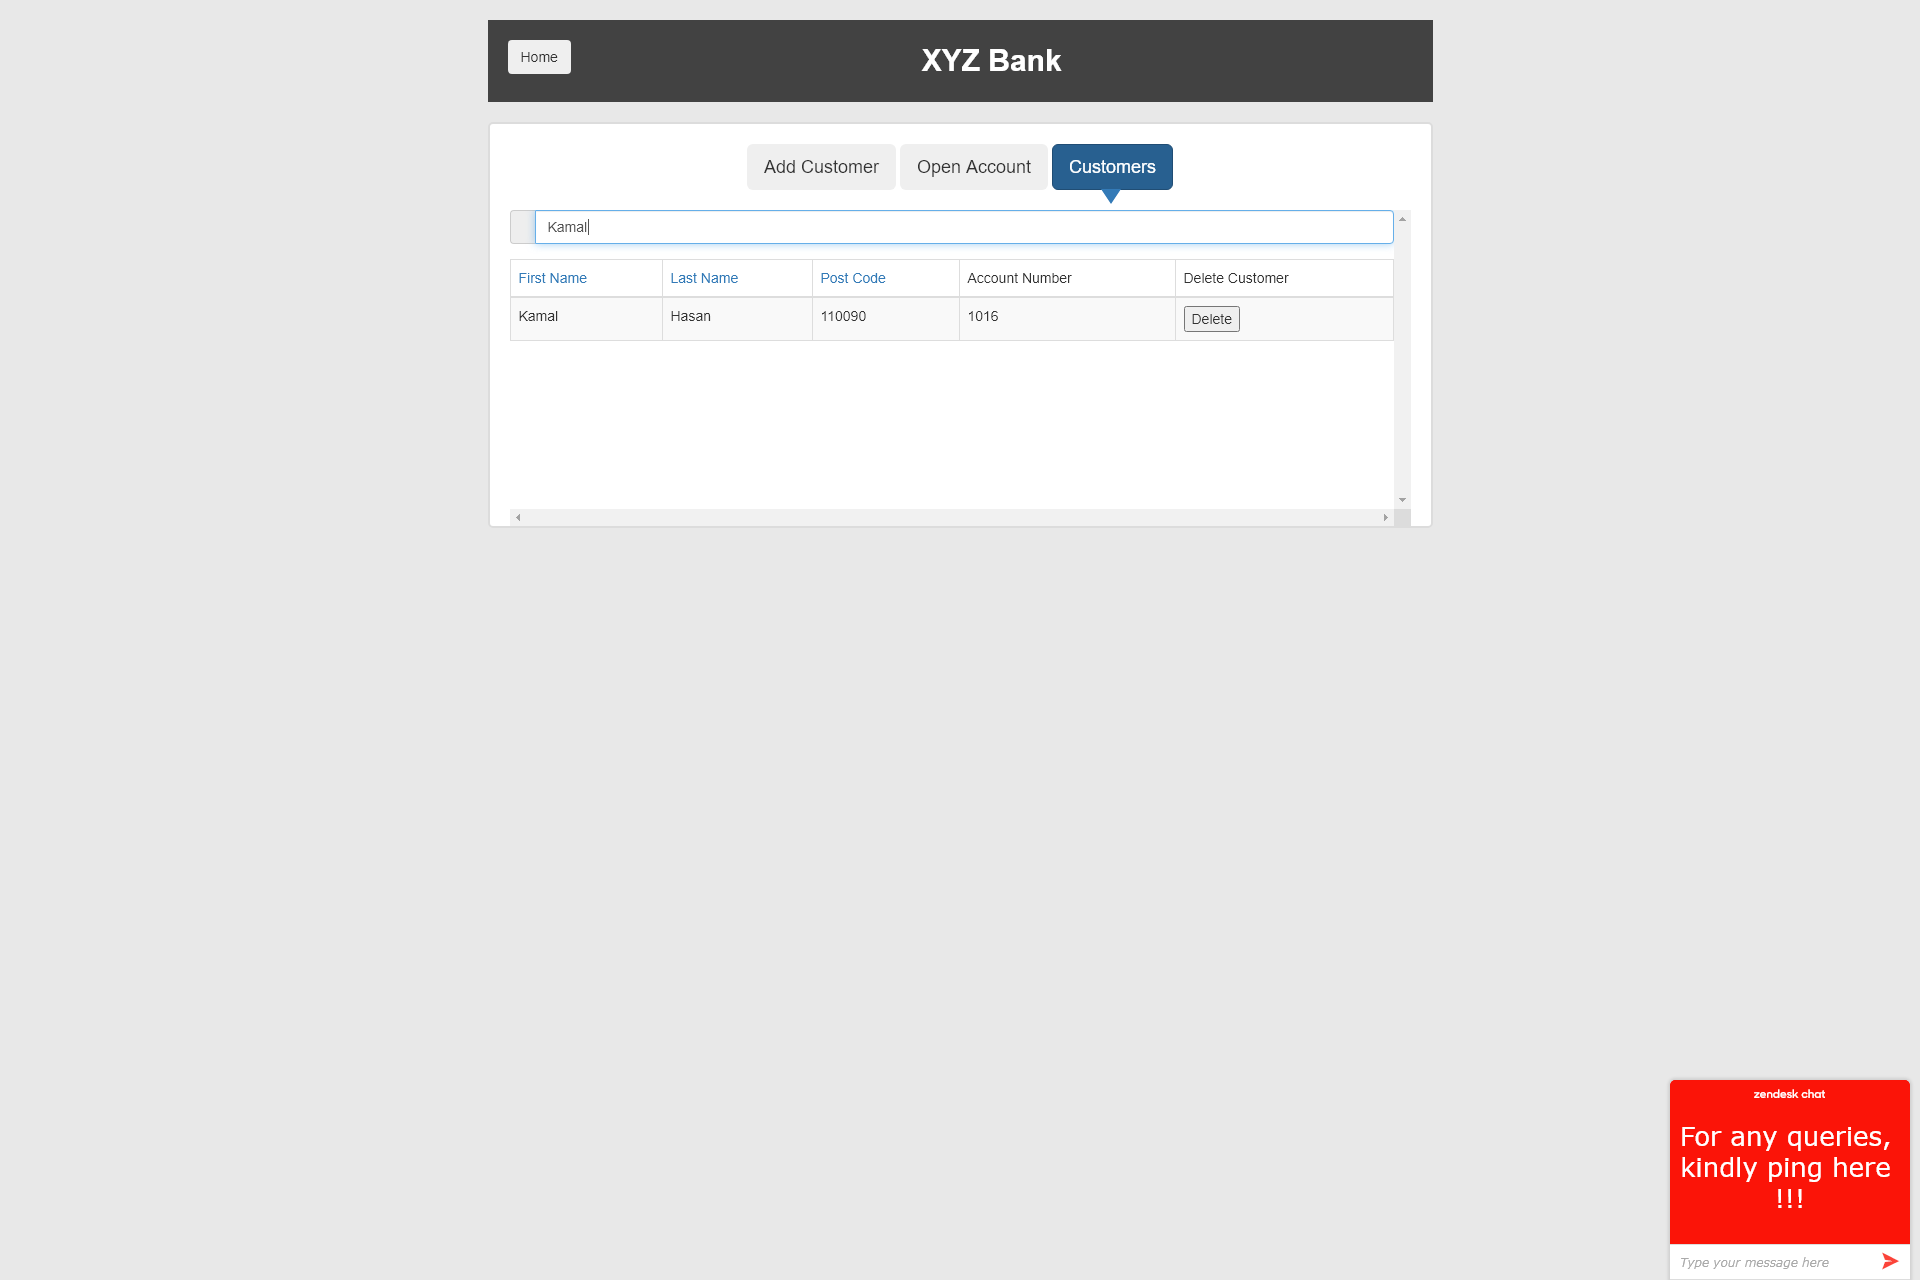 Home
XYZ Bank
Add Customer
Open Account
Customers
Kamal
First Name Last Name Post Code Account Number Delete Customer
Kamal Hasan 110090 1016 Delete
zendesk chat
For any queries,
kindly ping here
!!!
Type your message here